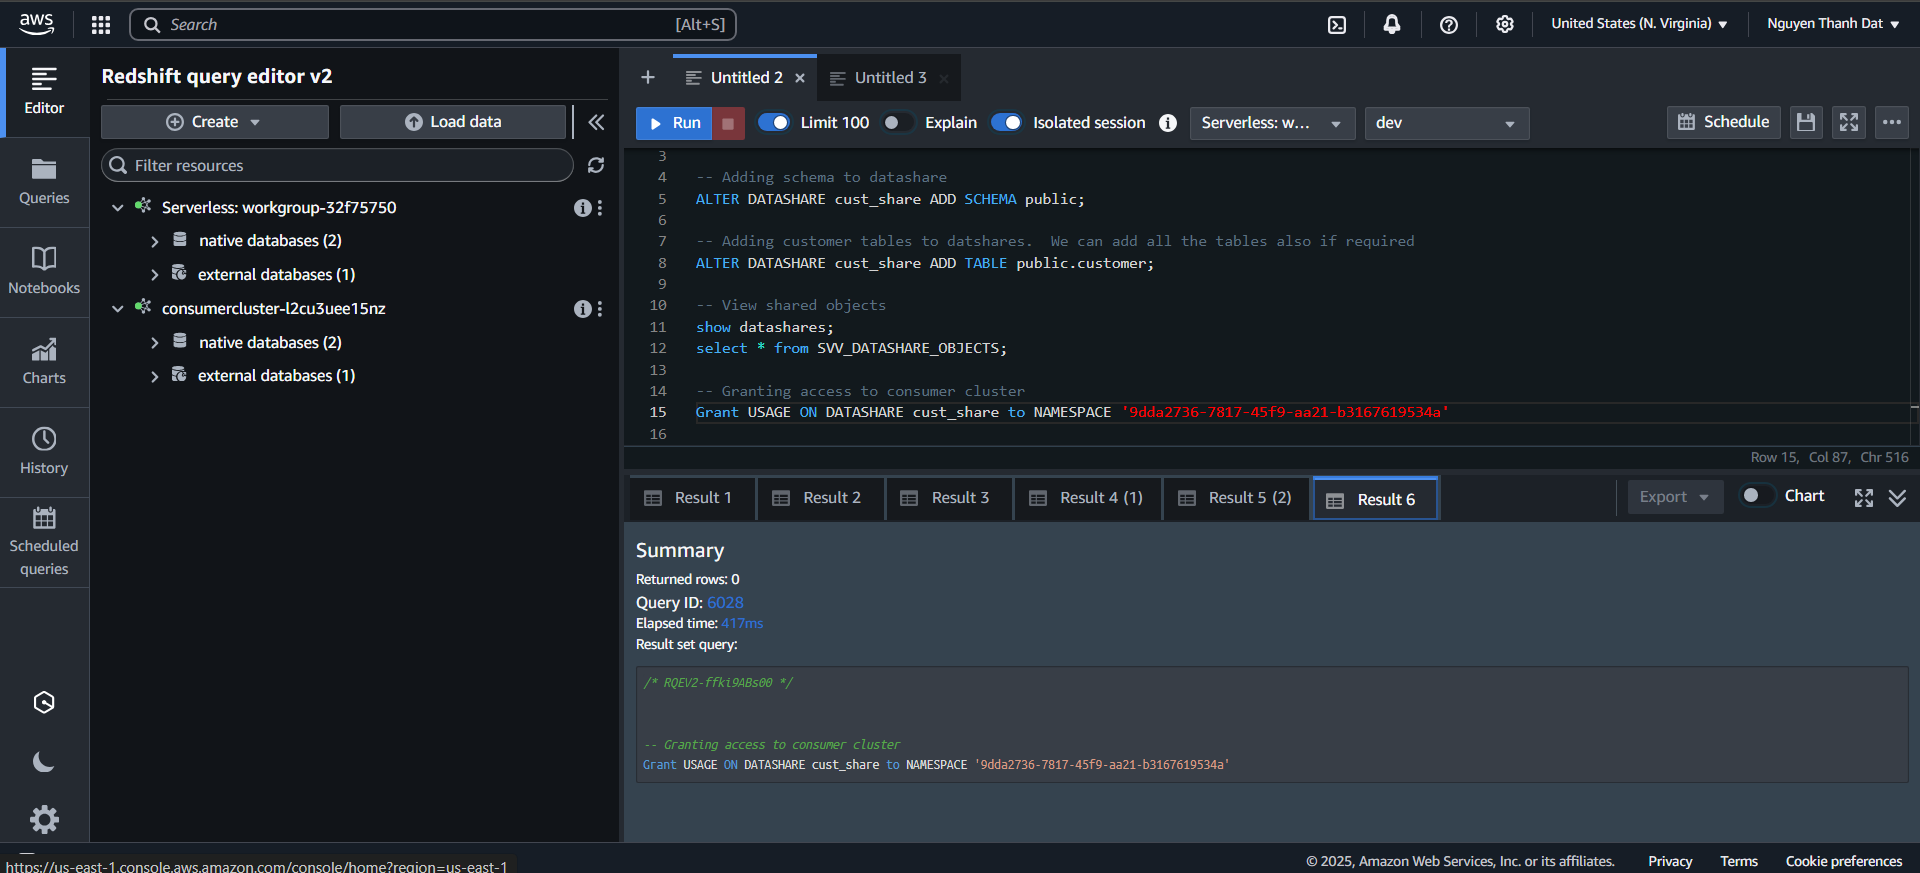 aws
Search
[Alt+S]
United States (N. Virginia)
Nguyen Thanh Dat
Editor
Queries
Notebooks
Charts
History
Scheduled
queries
Redshift query editor v2
Create
Load data
Filter resources
Serverless: workgroup-32f75750
native databases (2)
external databases (1)
consumercluster-l2cu3uee15nz
native databases (2)
external databases (1)
Untitled 2
Untitled 3
Run
Limit 100
Explain
Isolated session
Serverless: w...
dev
Schedule
3
4 -- Adding schema to datashare
5 ALTER DATASHARE cust_share ADD SCHEMA public;
6
7 -- Adding customer tables to datshares.  We can add all the tables also if required
8 ALTER DATASHARE cust_share ADD TABLE public.customer;
9
10 -- View shared objects
11 show datashares;
12 select * from SVV_DATASHARE_OBJECTS;
13
14 -- Granting access to consumer cluster
15 Grant USAGE ON DATASHARE cust_share to NAMESPACE '9dda2736-7817-45f9-aa21-b3167619534a'
16
Row 15, Col 87, Chr 516
Result 1
Result 2
Result 3
Result 4 (1)
Result 5 (2)
Result 6
Export
Chart
Summary
Returned rows: 0
Query ID: 6028
Elapsed time: 417ms
Result set query:
/* RQEV2-ffki9ABs00 */
-- Granting access to consumer cluster
Grant USAGE ON DATASHARE cust_share to NAMESPACE '9dda2736-7817-45f9-aa21-b3167619534a'
https://us-east-1.console.aws.amazon.com/console/home?region=us-east-1
© 2025, Amazon Web Services, Inc. or its affiliates.
Privacy
Terms
Cookie preferences